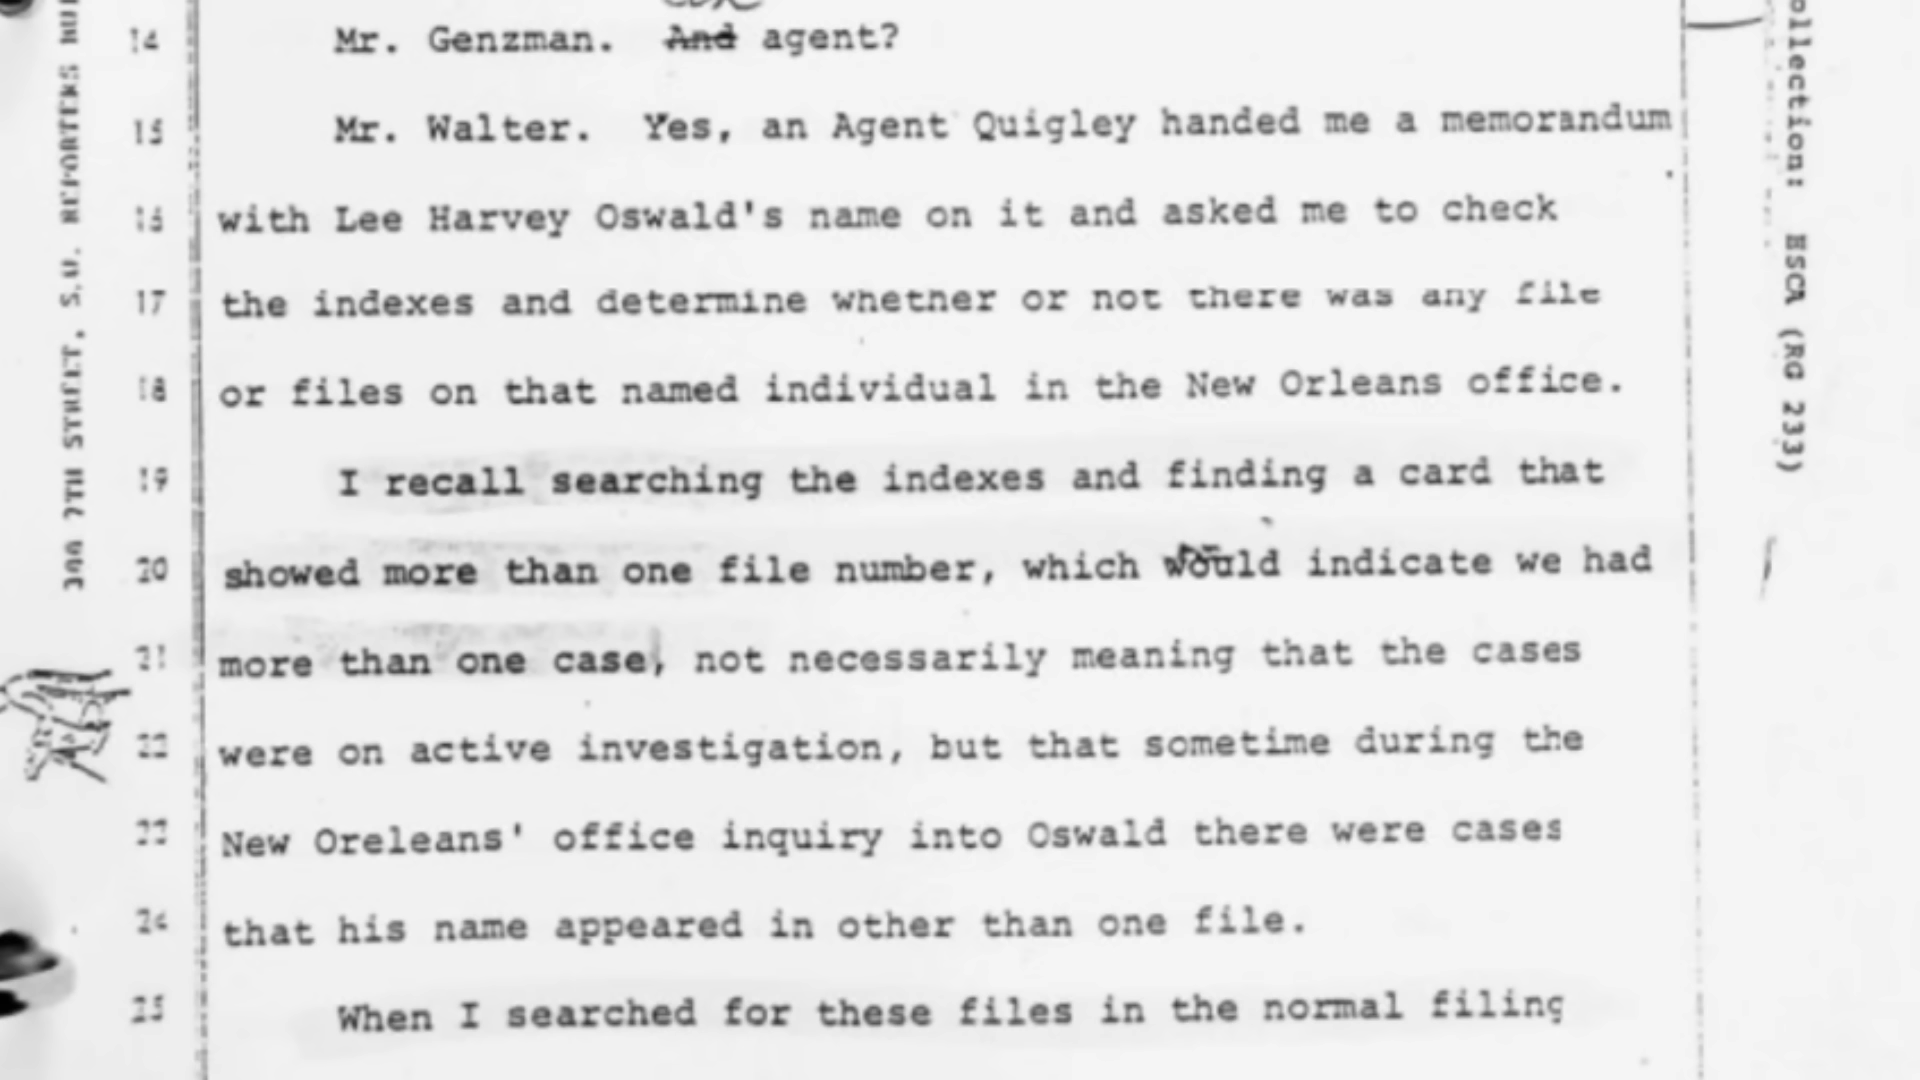 14 Mr. Genzman. And agent?
15 Mr. Walter. Yes, an Agent Quigley handed me a memorandum
16 with Lee Harvey Oswald's name on it and asked me to check
17 the indexes and determine whether or not there was any file
18 or files on that named individual in the New Orleans office.
19 I recall searching the indexes and finding a card that
20 showed more than one file number, which would indicate we had
21 more than one case, not necessarily meaning that the cases
22 were on active investigation, but that sometime during the
23 New Oreleans' office inquiry into Oswald there were cases
24 that his name appeared in other than one file.
25 When I searched for these files in the normal filing
7TH STREET, S.W. REPORTERS
ollection: HSCA (RG 233)